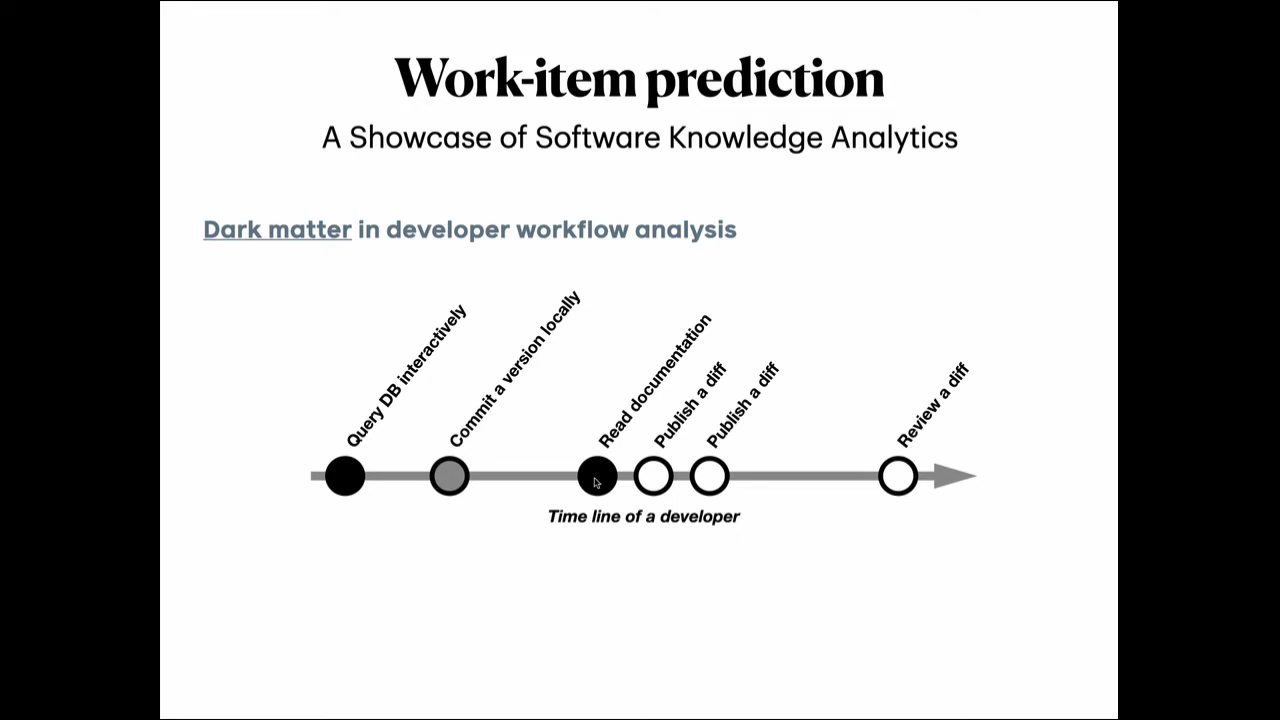 Work-item prediction
A Showcase of Software Knowledge Analytics
Dark matter in developer workflow analysis
Query DB interactively
Commit a version locally
Read documentation
Publish a diff
Publish a diff
Review a diff
Time line of a developer